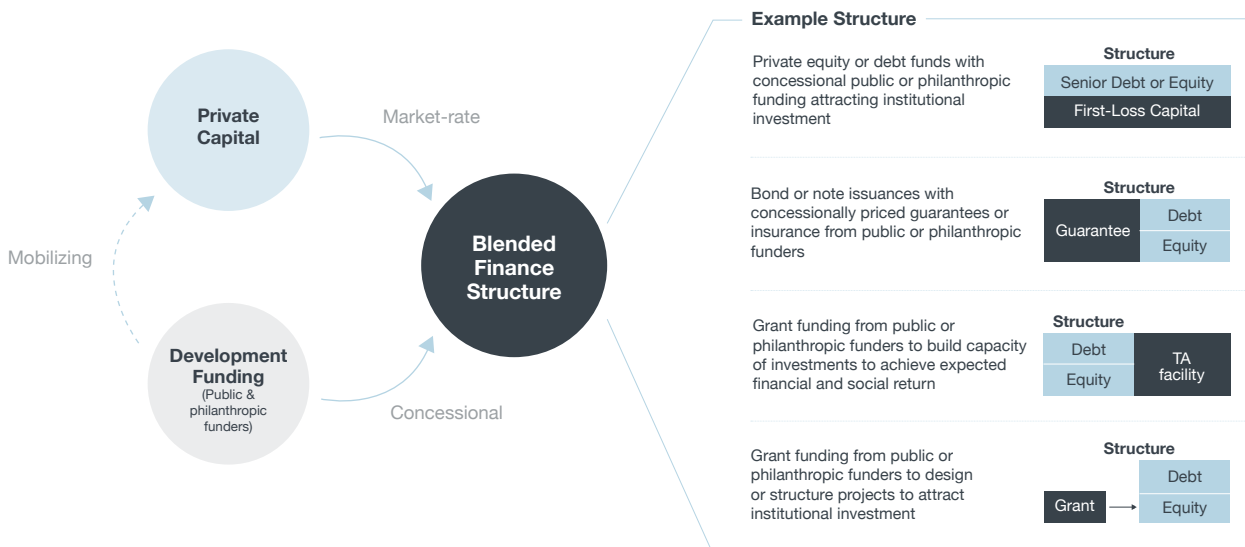 Private
Capital
Market-rate
Mobilizing
Blended
Finance
Structure
Development
Funding
(Public &
philanthropic
funders)
Concessional
Example Structure
Private equity or debt funds with
concessional public or philanthropic
funding attracting institutional
investment
Structure
Senior Debt or Equity
First-Loss Capital
Bond or note issuances with
concessionally priced guarantees or
insurance from public or philanthropic
funders
Structure
Guarantee
Debt
Equity
Grant funding from public or
philanthropic funders to build capacity
of investments to achieve expected
financial and social return
Structure
Debt
Equity
TA
facility
Grant funding from public or
philanthropic funders to design
or structure projects to attract
institutional investment
Structure
Debt
Grant
Equity